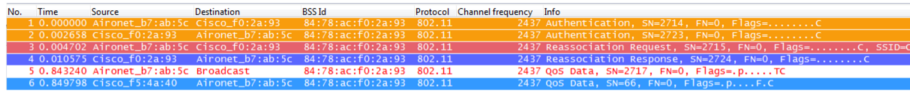 No. Time Source Destination BSS Id Protocol Channel frequency Info
1 0.000000 Aironet_b7:ab:5c Cisco_f0:2a:93 84:78:ac:f0:2a:93 802.11 2437 Authentication, SN=2714, FN=0, Flags=........C
2 0.002658 Cisco_f0:2a:93 Aironet_b7:ab:5c 84:78:ac:f0:2a:93 802.11 2437 Authentication, SN=2723, FN=0, Flags=........C
3 0.004702 Aironet_b7:ab:5c Cisco_f0:2a:93 84:78:ac:f0:2a:93 802.11 2437 Reassociation Request, SN=2715, FN=0, Flags=........C, SSID=C
4 0.010575 Cisco_f0:2a:93 Aironet_b7:ab:5c 84:78:ac:f0:2a:93 802.11 2437 Reassociation Response, SN=2724, FN=0, Flags=........C
5 0.843240 Aironet_b7:ab:5c Broadcast 84:78:ac:f0:2a:93 802.11 2437 QoS Data, SN=2717, FN=0, Flags=.p.....TC
6 0.849798 Cisco_f5:4a:40 Aironet_b7:ab:5c 84:78:ac:f0:2a:93 802.11 2437 QoS Data, SN=66, FN=0, Flags=.p....F.C